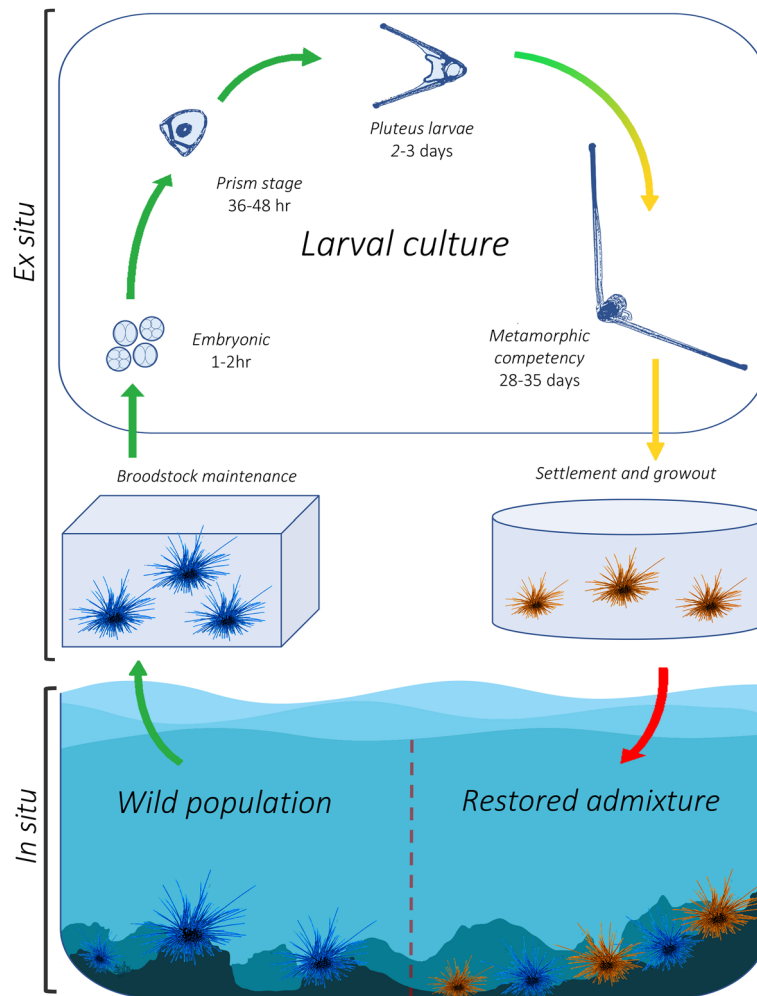 Ex situ
Pluteus larvae
2-3 days
Prism stage
36-48 hr
Larval culture
Embryonic
1-2hr
Metamorphic
competency
28-35 days
Broodstock maintenance
Settlement and growout
In situ
Wild population
Restored admixture